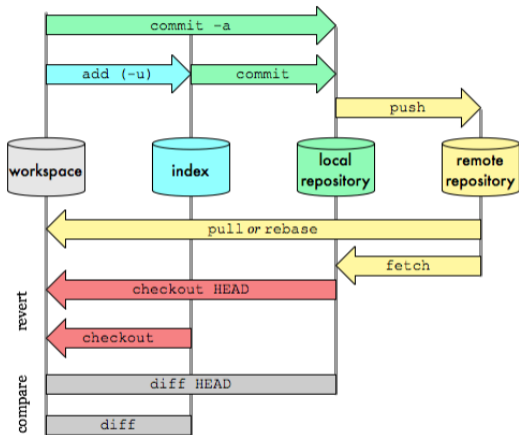 commit -a
add (-u)
commit
push
workspace
index
local
repository
remote
repository
pull or rebase
fetch
revert
checkout HEAD
checkout
compare
diff HEAD
diff